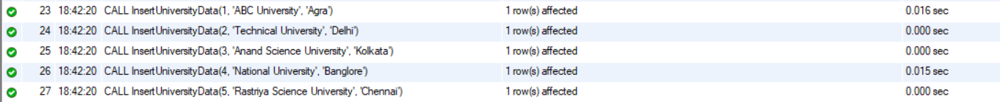 23 18:42:20 CALL InsertUniversityData(1, 'ABC University', 'Agra') 1 row(s) affected 0.016 sec
24 18:42:20 CALL InsertUniversityData(2, 'Technical University', 'Delhi') 1 row(s) affected 0.000 sec
25 18:42:20 CALL InsertUniversityData(3, 'Anand Science University', 'Kolkata') 1 row(s) affected 0.000 sec
26 18:42:20 CALL InsertUniversityData(4, 'National University', 'Banglore') 1 row(s) affected 0.015 sec
27 18:42:20 CALL InsertUniversityData(5, 'Rastriya Science University', 'Chennai') 1 row(s) affected 0.000 sec